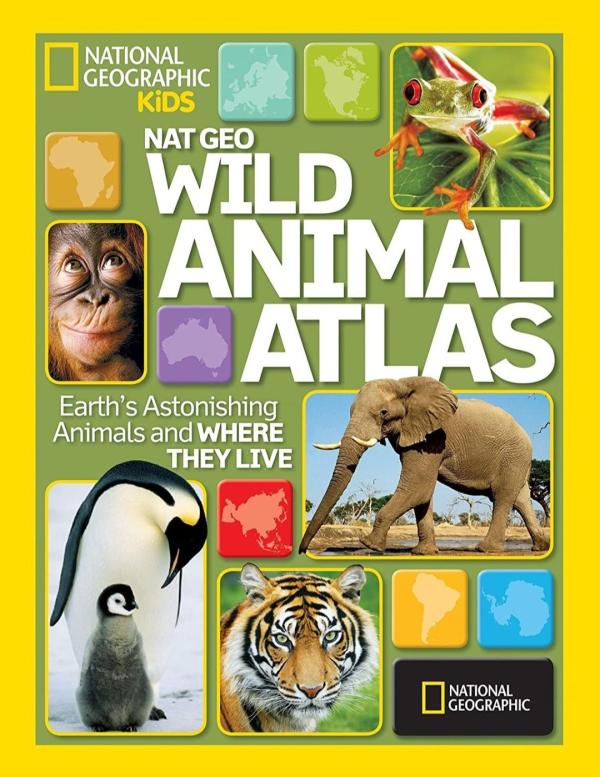 NATIONAL
GEOGRAPHIC
KiDS
NAT GEO
WILD
ANIMAL
ATLAS
Earth's Astonishing
Animals and WHERE
THEY LIVE
NATIONAL
GEOGRAPHIC